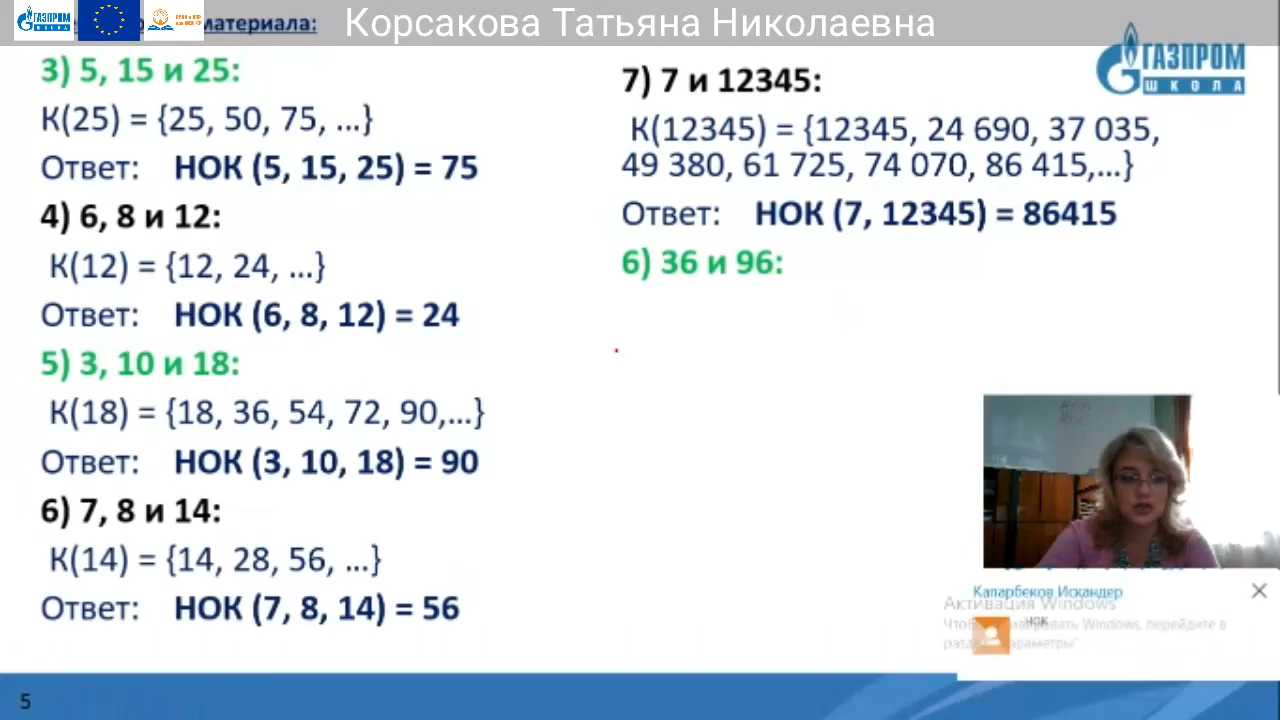 Корсакова Татьяна Николаевна
материала:
ГАЗПРОМ
ШКОЛА
3) 5, 15 и 25:
К(25) = {25, 50, 75, ...}
Ответ: НОК (5, 15, 25) = 75
4) 6, 8 и 12:
К(12) = {12, 24, ...}
Ответ: НОК (6, 8, 12) = 24
5) 3, 10 и 18:
К(18) = {18, 36, 54, 72, 90,...}
Ответ: НОК (3, 10, 18) = 90
6) 7, 8 и 14:
К(14) = {14, 28, 56, ...}
Ответ: НОК (7, 8, 14) = 56
7) 7 и 12345:
К(12345) = {12345, 24 690, 37 035,
49 380, 61 725, 74 070, 86 415,...}
Ответ: НОК (7, 12345) = 86415
6) 36 и 96:
ГАЗПРОМ
ШКОЛА
Капарбеков Искандер
Активация Windows
нок
Windows, перейдите в
5